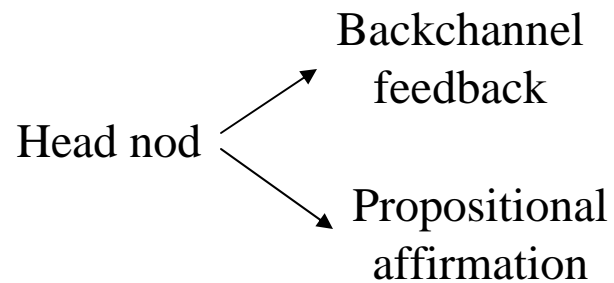 Backchannel
feedback
Head nod
Propositional
affirmation